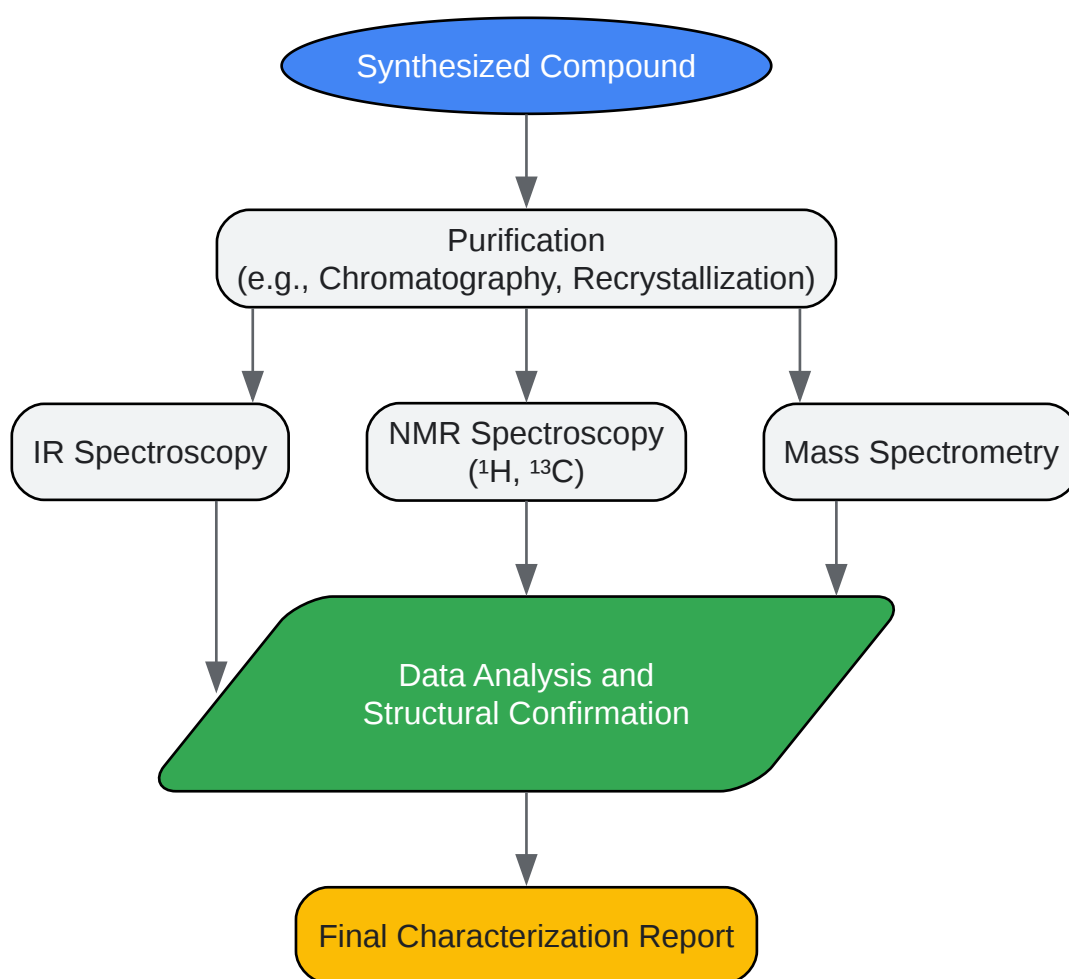 Synthesized Compound
Purification
(e.g., Chromatography, Recrystallization)
IR Spectroscopy
NMR Spectroscopy
(¹H, ¹³C)
Mass Spectrometry
Data Analysis and
Structural Confirmation
Final Characterization Report